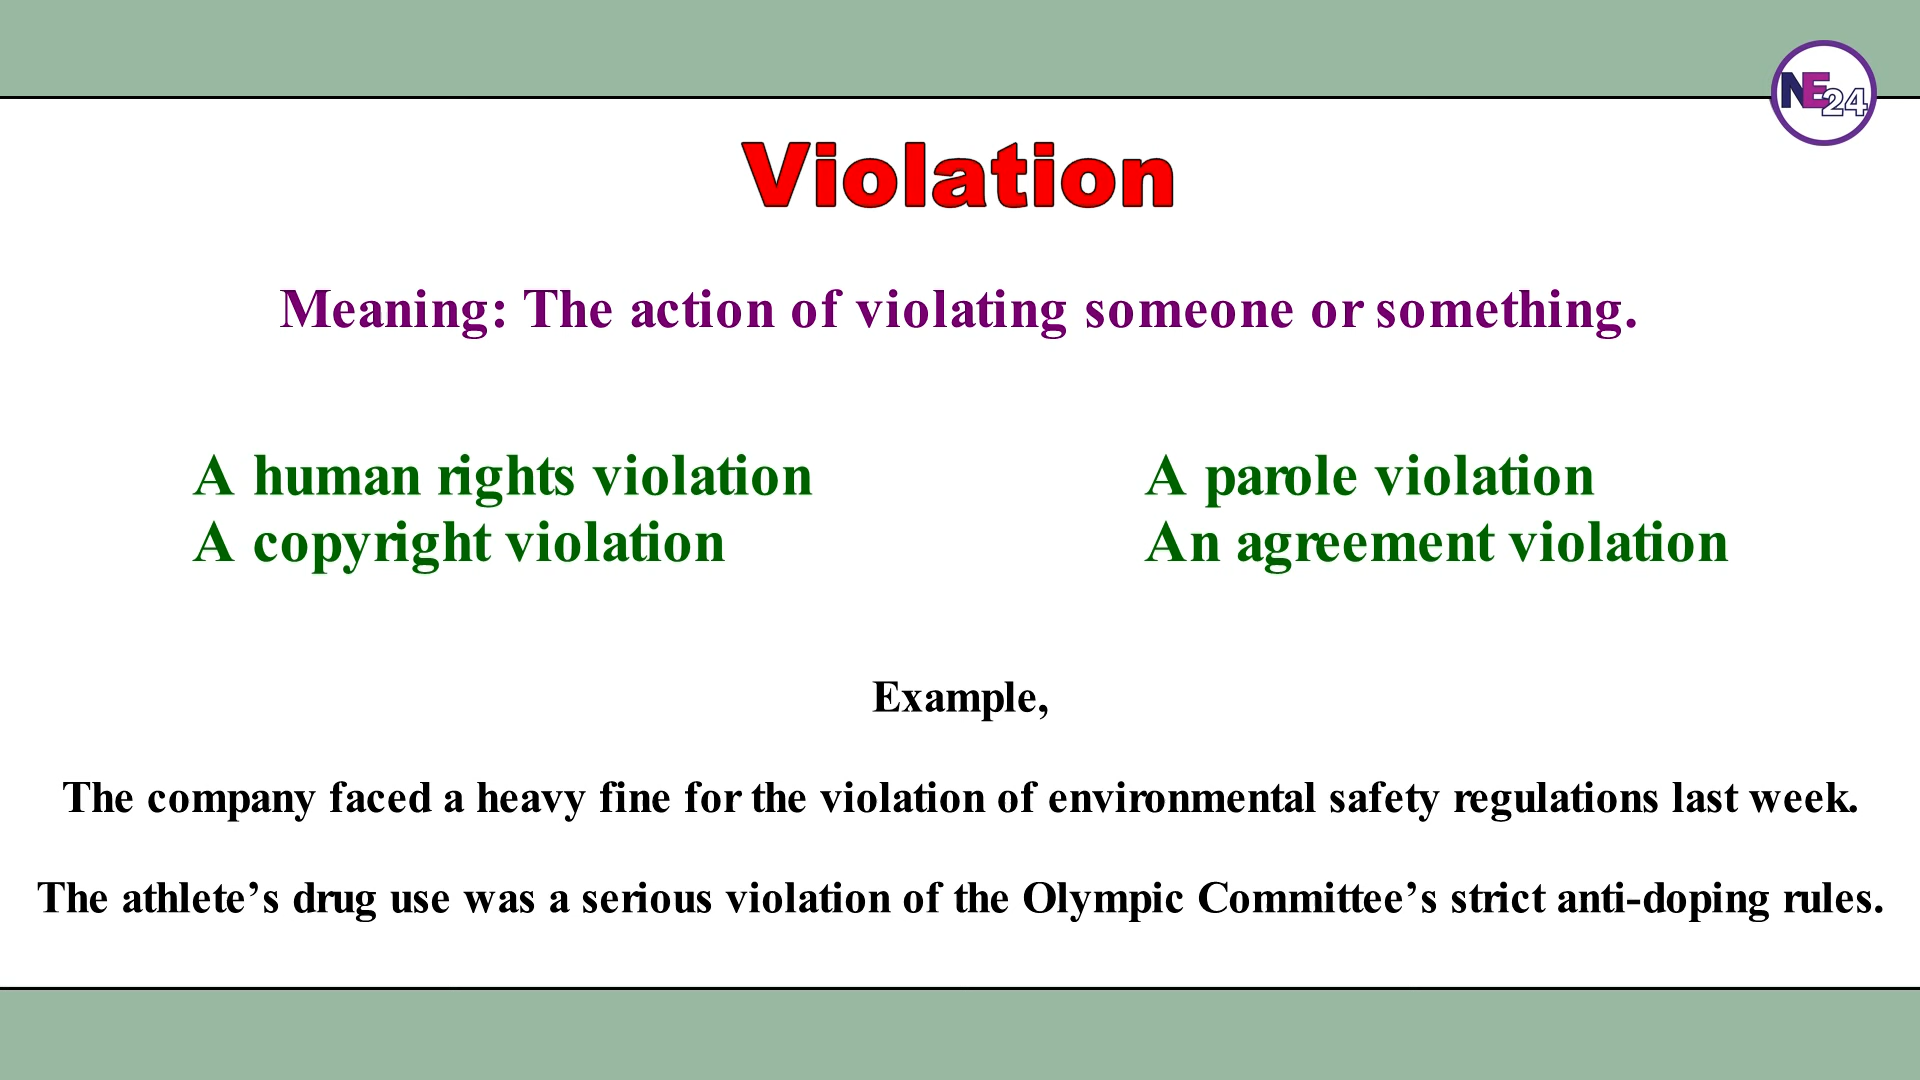 NE24
Violation
Meaning: The action of violating someone or something.
A human rights violation
A copyright violation
A parole violation
An agreement violation
Example,
The company faced a heavy fine for the violation of environmental safety regulations last week.
The athlete’s drug use was a serious violation of the Olympic Committee’s strict anti-doping rules.